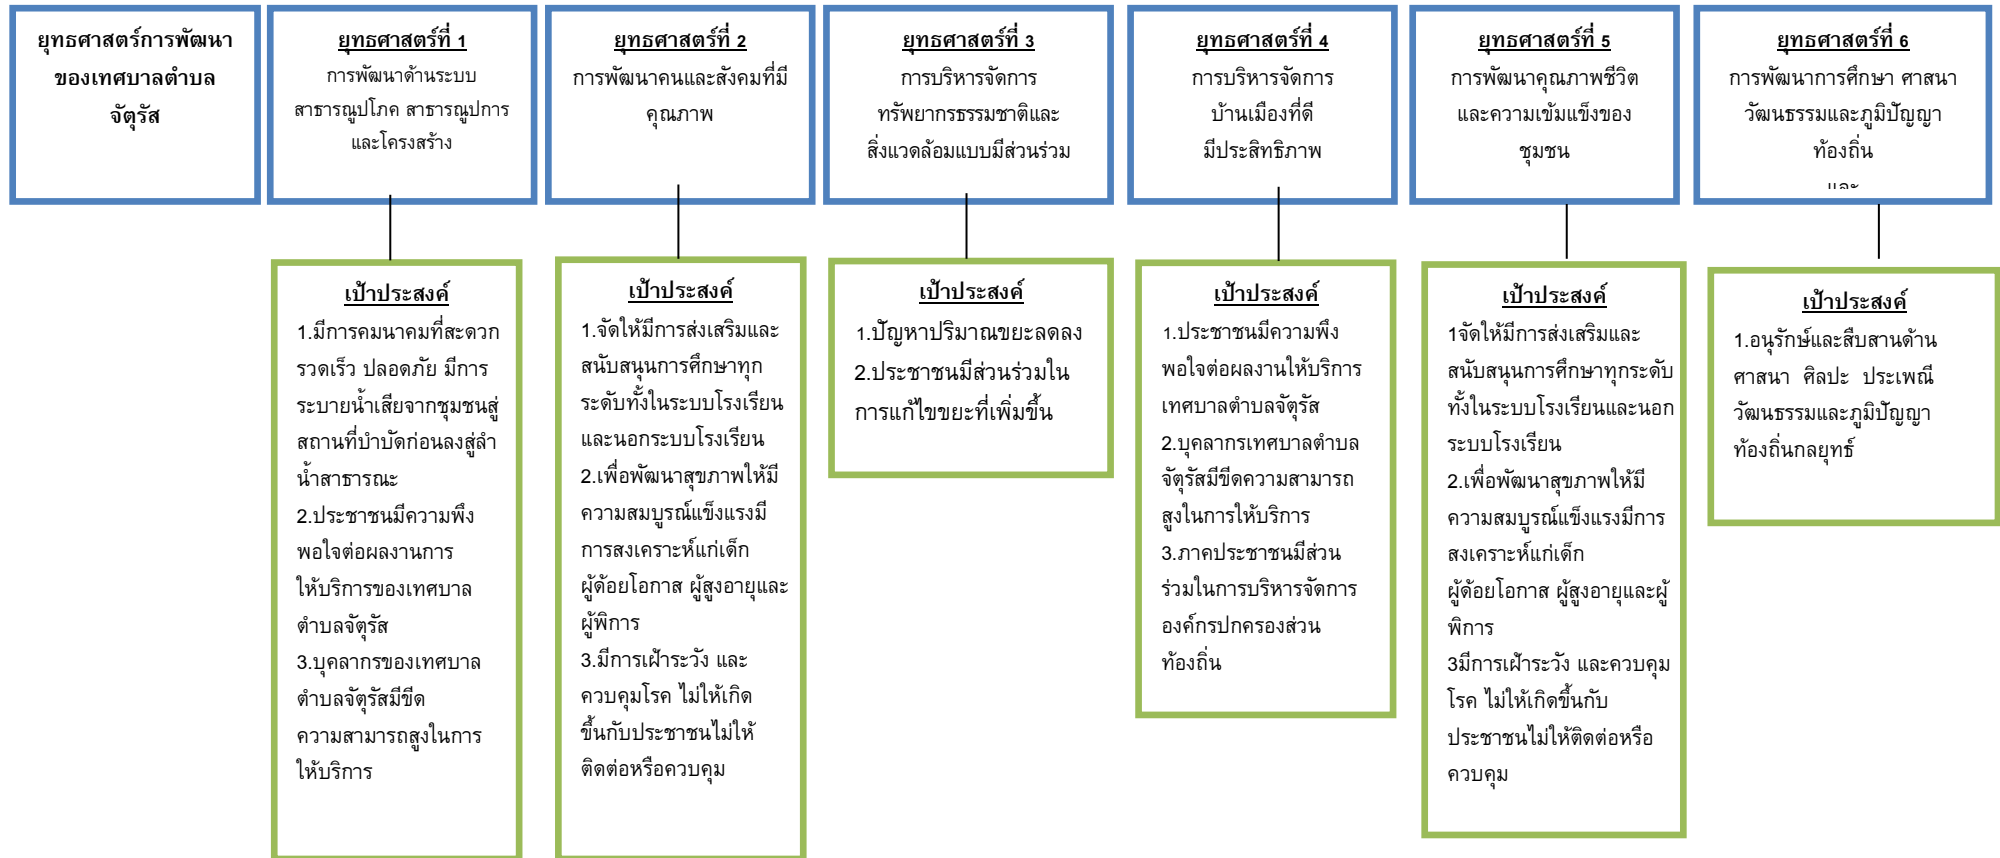 ยุทธศาสตร์การพัฒนา
ของเทศบาลตำบล
จัตุรัส
ยุทธศาสตร์ที่ 1
การพัฒนาด้านระบบ
สาธารณูปโภค สาธารณูปการ
และโครงสร้าง
ยุทธศาสตร์ที่ 2
การพัฒนาคนและสังคมที่มี
คุณภาพ
ยุทธศาสตร์ที่ 3
การบริหารจัดการ
ทรัพยากรธรรมชาติและ
สิ่งแวดล้อมแบบมีส่วนร่วม
ยุทธศาสตร์ที่ 4
การบริหารจัดการ
บ้านเมืองที่ดี
มีประสิทธิภาพ
ยุทธศาสตร์ที่ 5
การพัฒนาคุณภาพชีวิต
และความเข้มแข็งของ
ชุมชน
ยุทธศาสตร์ที่ 6
การพัฒนาการศึกษา ศาสนา
วัฒนธรรมและภูมิปัญญา
ท้องถิ่น
และ
เป้าประสงค์
1.มีการคมนาคมที่สะดวก
รวดเร็ว ปลอดภัย มีการ
ระบายน้ำเสียจากชุมชนสู่
สถานที่บำบัดก่อนลงสู่ลำ
น้ำสาธารณะ
2.ประชาชนมีความพึง
พอใจต่อผลงานการ
ให้บริการของเทศบาล
ตำบลจัตุรัส
3.บุคลากรของเทศบาล
ตำบลจัตุรัสมีขีด
ความสามารถสูงในการ
ให้บริการ
เป้าประสงค์
1.จัดให้มีการส่งเสริมและ
สนับสนุนการศึกษาทุก
ระดับทั้งในระบบโรงเรียน
และนอกระบบโรงเรียน
2.เพื่อพัฒนาสุขภาพให้มี
ความสมบูรณ์แข็งแรงมี
การสงเคราะห์แก่เด็ก
ผู้ด้อยโอกาส ผู้สูงอายุและ
ผู้พิการ
3.มีการเฝ้าระวัง และ
ควบคุมโรค ไม่ให้เกิด
ขึ้นกับประชาชนไม่ให้
ติดต่อหรือควบคุม
เป้าประสงค์
1.ปัญหาปริมาณขยะลดลง
2.ประชาชนมีส่วนร่วมใน
การแก้ไขขยะที่เพิ่มขึ้น
เป้าประสงค์
1.ประชาชนมีความพึง
พอใจต่อผลงานให้บริการ
เทศบาลตำบลจัตุรัส
2.บุคลากรเทศบาลตำบล
จัตุรัสมีขีดความสามารถ
สูงในการให้บริการ
3.ภาคประชาชนมีส่วน
ร่วมในการบริหารจัดการ
องค์กรปกครองส่วน
ท้องถิ่น
เป้าประสงค์
1จัดให้มีการส่งเสริมและ
สนับสนุนการศึกษาทุกระดับ
ทั้งในระบบโรงเรียนและนอก
ระบบโรงเรียน
2.เพื่อพัฒนาสุขภาพให้มี
ความสมบูรณ์แข็งแรงมีการ
สงเคราะห์แก่เด็ก
ผู้ด้อยโอกาส ผู้สูงอายุและผู้
พิการ
3มีการเฝ้าระวัง และควบคุม
โรค ไม่ให้เกิดขึ้นกับ
ประชาชนไม่ให้ติดต่อหรือ
ควบคุม
เป้าประสงค์
1.อนุรักษ์และสืบสานด้าน
ศาสนา ศิลปะ ประเพณี
วัฒนธรรมและภูมิปัญญา
ท้องถิ่นกลยุทธ์